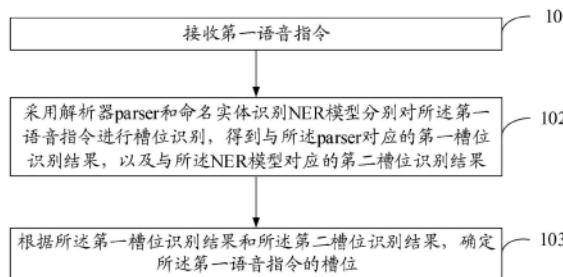 接收第一语音指令
10
采用解析器parser和命名实体识别NER模型分别对所述第一
语音指令进行槽位识别，得到与所述parser对应的第一槽位
识别结果，以及与所述NER模型对应的第二槽位识别结果
102
根据所述第一槽位识别结果和所述第二槽位识别结果，确定
所述第一语音指令的槽位
103